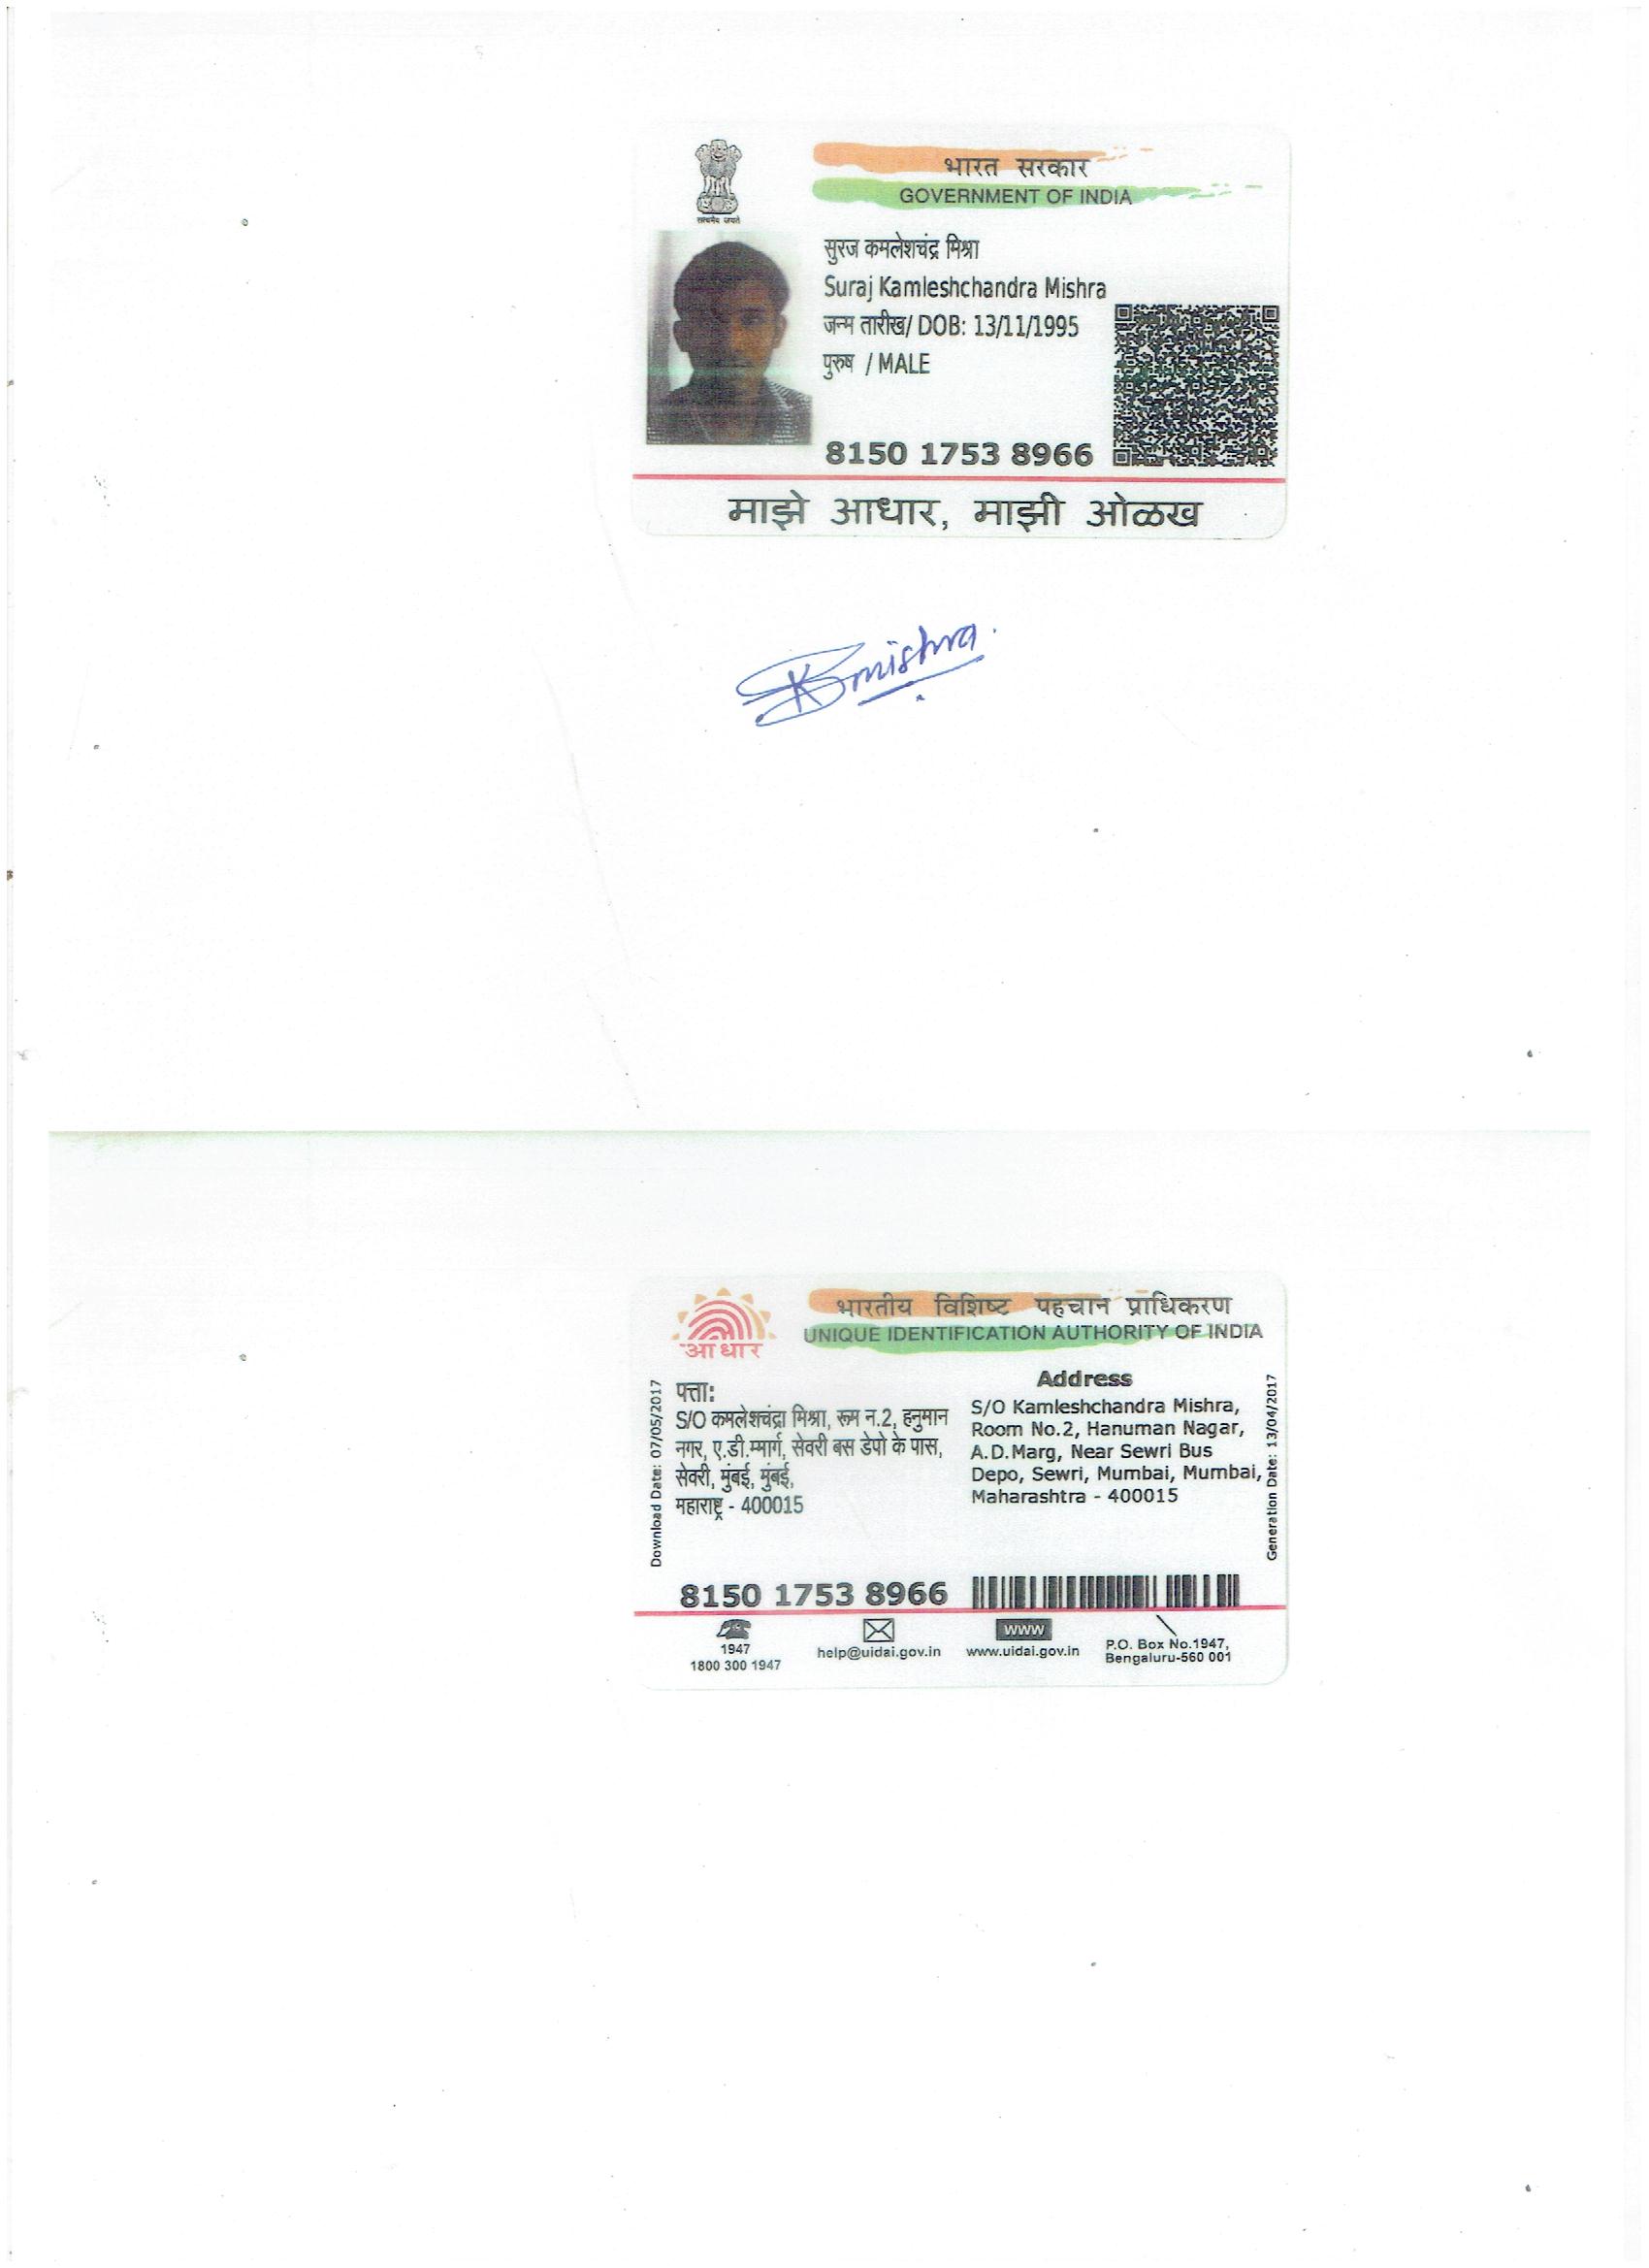 सत्यमेव जयते
भारत सरकार
GOVERNMENT OF INDIA
सुरज कमलेशचंद्र मिश्रा
Suraj Kamleshchandra Mishra
जन्म तारीख/ DOB: 13/11/1995
पुरुष / MALE
8150 1753 8966
माझे आधार, माझी ओळख
SKmishra.
भारतीय विशिष्ट पहचान प्राधिकरण
UNIQUE IDENTIFICATION AUTHORITY OF INDIA
आधार
Download Date: 07/05/2017
पत्ता:
S/O कमलेशचंद्रा मिश्रा, रूम न.2, हनुमान
नगर, ए.डी.म्मार्ग, सेवरी बस डेपो के पास,
सेवरी, मुंबई, मुंबई,
महाराष्ट्र - 400015
Address
S/O Kamleshchandra Mishra,
Room No.2, Hanuman Nagar,
A.D.Marg, Near Sewri Bus
Depo, Sewri, Mumbai, Mumbai,
Maharashtra - 400015
Generation Date: 13/04/2017
8150 1753 8966
1947
1800 300 1947
help@uidai.gov.in
www
www.uidai.gov.in
P.O. Box No.1947,
Bengaluru-560 001